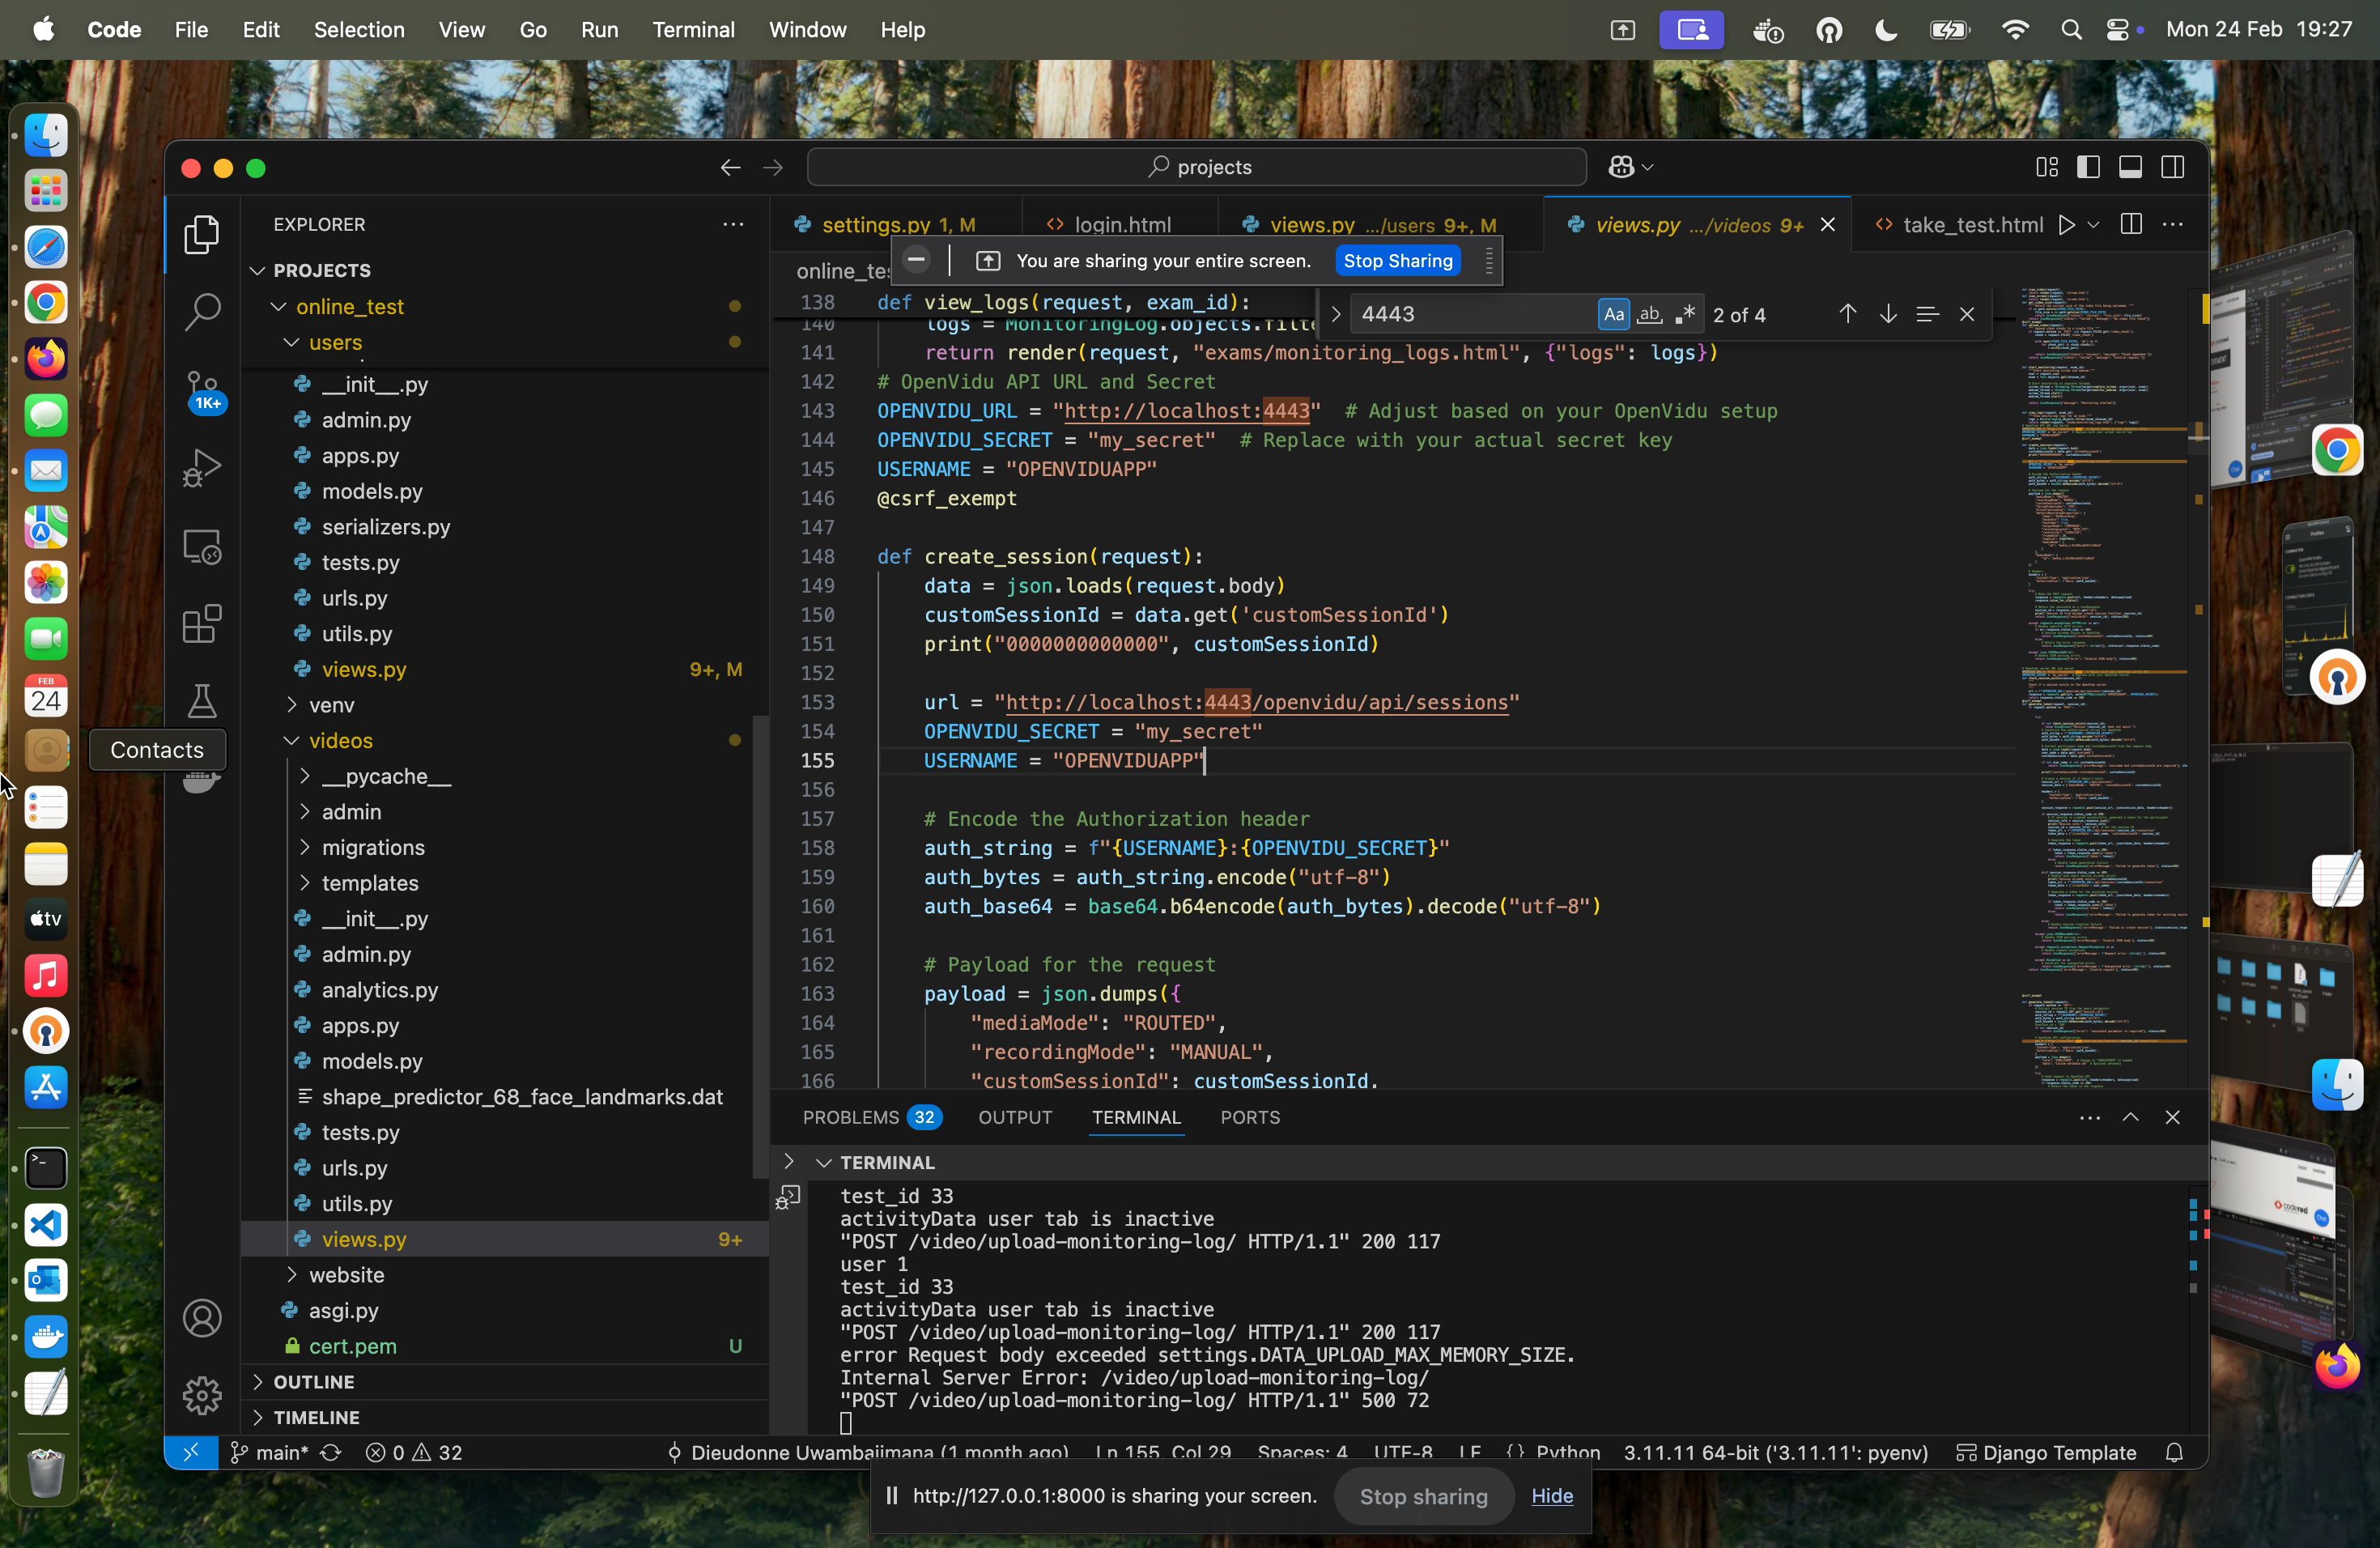 Code File Edit Selection View Go Run Terminal Window Help Mon 24 Feb 19:27
projects
EXPLORER
settings.py 1, M
login.html
views.py .../users 9+, M
views.py .../videos 9+
take_test.html
You are sharing your entire screen. Stop Sharing
PROJECTS
online_test
users
__init__.py
admin.py
apps.py
models.py
serializers.py
tests.py
urls.py
utils.py
views.py 9+, M
venv
videos
__pycache__
admin
migrations
templates
__init__.py
admin.py
analytics.py
apps.py
models.py
shape_predictor_68_face_landmarks.dat
tests.py
urls.py
utils.py
views.py 9+
website
asgi.py
cert.pem U
OUTLINE
TIMELINE
1K+
FEB
24
Contacts
tv
online_te
4443 Aa ab 2 of 4
138 def view_logs(request, exam_id):
140 logs = MonitoringLog.objects.filte
141 return render(request, "exams/monitoring_logs.html", {"logs": logs})
142 # OpenVidu API URL and Secret
143 OPENVIDU_URL = "http://localhost:4443" # Adjust based on your OpenVidu setup
144 OPENVIDU_SECRET = "my_secret" # Replace with your actual secret key
145 USERNAME = "OPENVIDUAPP"
146 @csrf_exempt
147
148 def create_session(request):
149 data = json.loads(request.body)
150 customSessionId = data.get('customSessionId')
151 print("0000000000000", customSessionId)
152
153 url = "http://localhost:4443/openvidu/api/sessions"
154 OPENVIDU_SECRET = "my_secret"
155 USERNAME = "OPENVIDUAPP"
156
157 # Encode the Authorization header
158 auth_string = f"{USERNAME}:{OPENVIDU_SECRET}"
159 auth_bytes = auth_string.encode("utf-8")
160 auth_base64 = base64.b64encode(auth_bytes).decode("utf-8")
161
162 # Payload for the request
163 payload = json.dumps({
164 "mediaMode": "ROUTED",
165 "recordingMode": "MANUAL",
166 "customSessionId": customSessionId,
PROBLEMS 32 OUTPUT TERMINAL PORTS
TERMINAL
test_id 33
activityData user tab is inactive
"POST /video/upload-monitoring-log/ HTTP/1.1" 200 117
user 1
test_id 33
activityData user tab is inactive
"POST /video/upload-monitoring-log/ HTTP/1.1" 200 117
error Request body exceeded settings.DATA_UPLOAD_MAX_MEMORY_SIZE.
Internal Server Error: /video/upload-monitoring-log/
"POST /video/upload-monitoring-log/ HTTP/1.1" 500 72
main* 0 32 Dieudonne Uwambajimana (1 month ago) Ln 155, Col 29 Spaces: 4 UTF-8 LF {} Python 3.11.11 64-bit ('3.11.11': pyenv) Django Template
http://127.0.0.1:8000 is sharing your screen. Stop sharing Hide